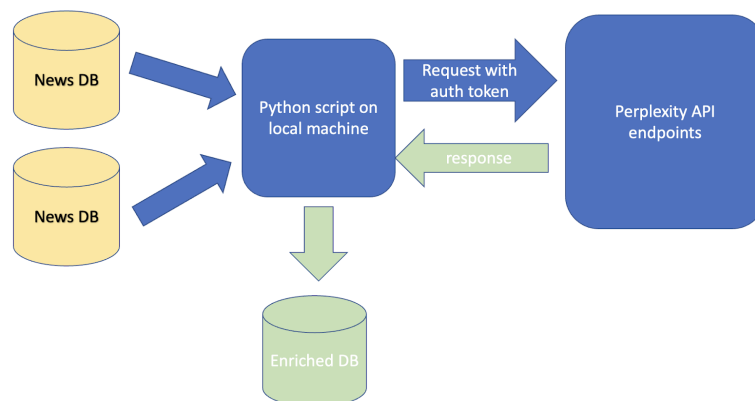 News DB
Python script on
local machine
Request with
auth token
Perplexity API
endpoints
response
News DB
Enriched DB